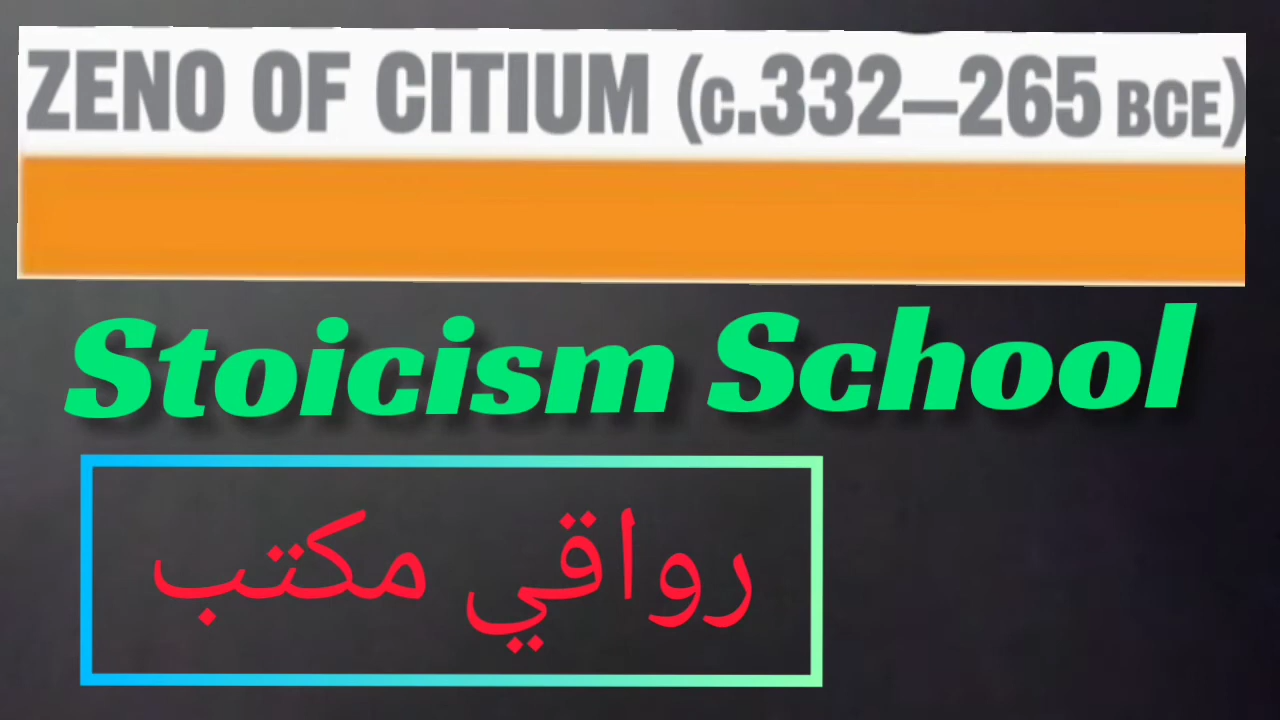 ZENO OF CITIUM (C.332–265 BCE)
Stoicism School
رواقي مکتب